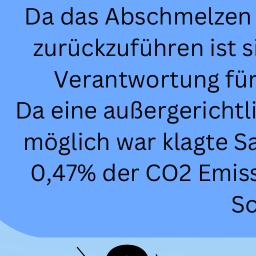 Da das Abschmelzen
zurückzuführen ist si
Verantwortung für
Da eine außergerichtli
möglich war klagte Sa
0,47% der CO2 Emiss
Sc